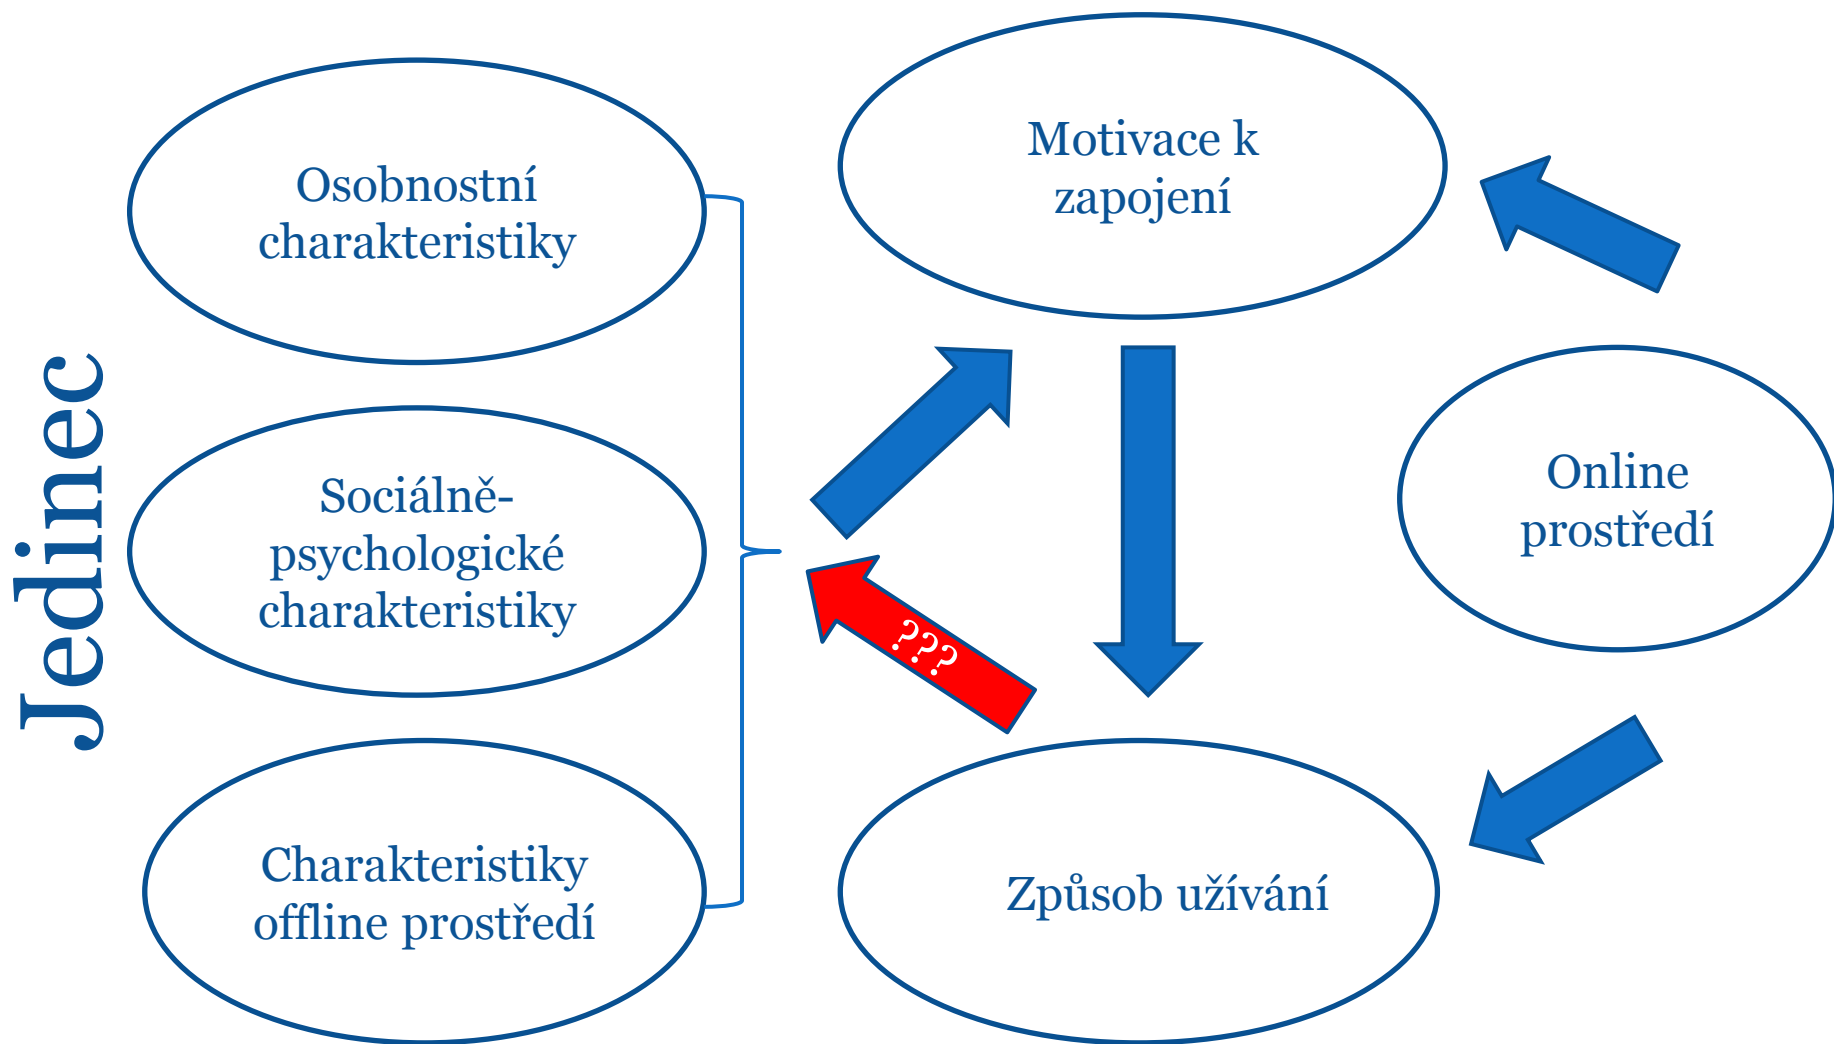 Jedinec
Osobnostní
charakteristiky
Sociálně-
psychologické
charakteristiky
Charakteristiky
offline prostředí
Motivace k
zapojení
???
Způsob užívání
Online
prostředí